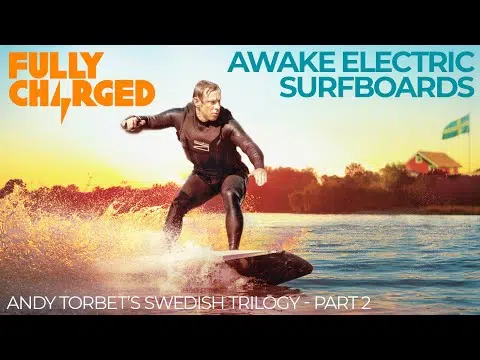 FULLY
CHARGED
AWAKE ELECTRIC
SURFBOARDS
ANDY TORBET'S SWEDISH TRILOGY - PART 2